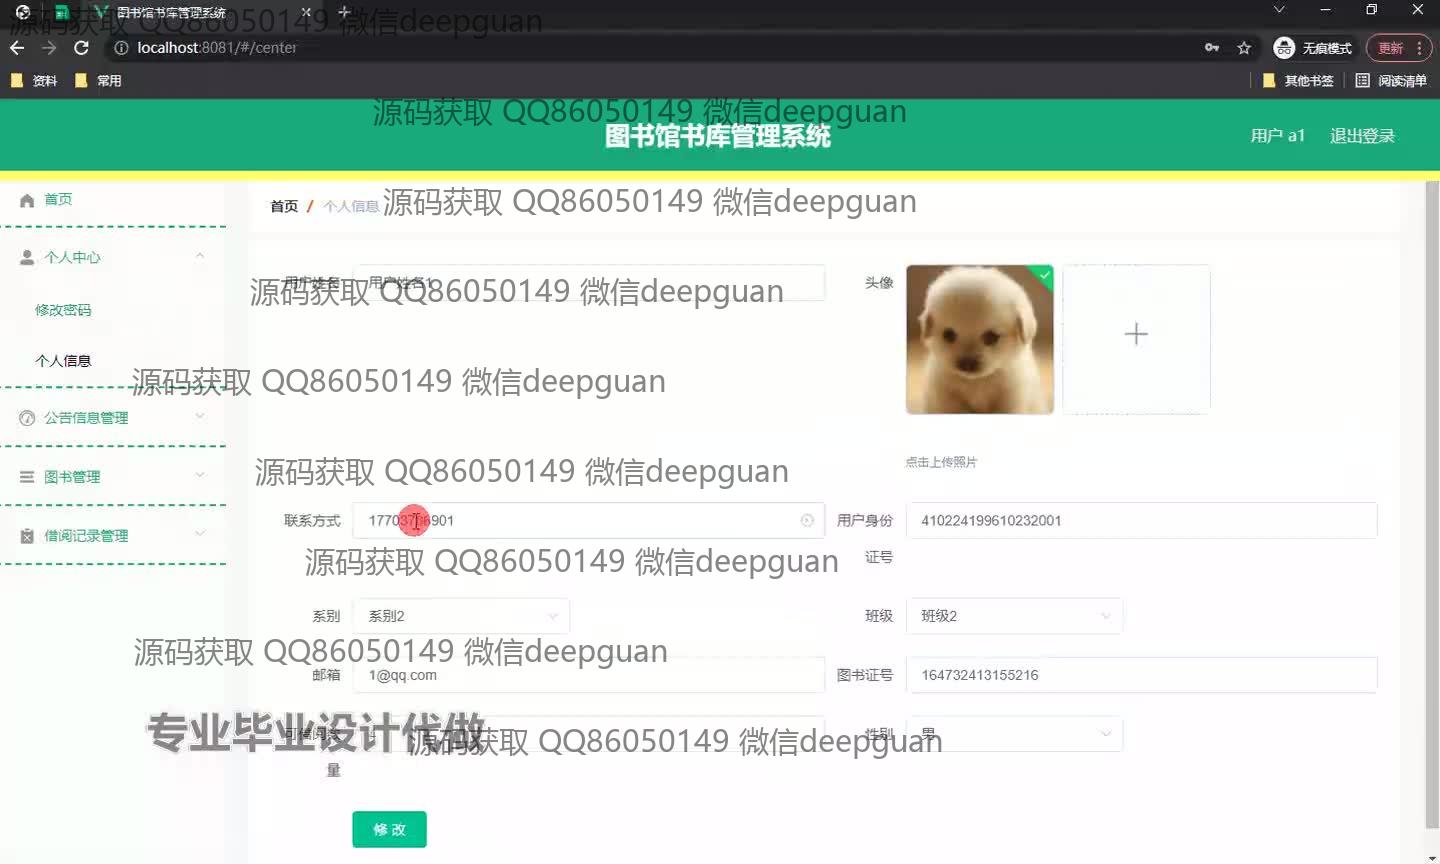 图书馆书库管理系统
源码获取 QQ86050149 微信deepguan
localhost:8081/#/center
无痕模式
更新
资料
常用
其他书签
阅读清单
源码获取 QQ86050149 微信deepguan
图书馆书库管理系统
用户 a1
退出登录
首页
首页 / 个人信息
源码获取 QQ86050149 微信deepguan
个人中心
用户姓名
用户姓名1
头像
源码获取 QQ86050149 微信deepguan
修改密码
个人信息
源码获取 QQ86050149 微信deepguan
公告信息管理
点击上传照片
源码获取 QQ86050149 微信deepguan
图书管理
联系方式
用户身份
证号
410224199610232001
借阅记录管理
源码获取 QQ86050149 微信deepguan
系别
系别2
班级
班级2
源码获取 QQ86050149 微信deepguan
邮箱
1@qq.com
图书证号
164732413155216
专业毕业设计代做
可借阅数
量
源码获取 QQ86050149 微信deepguan
性别
男
修 改